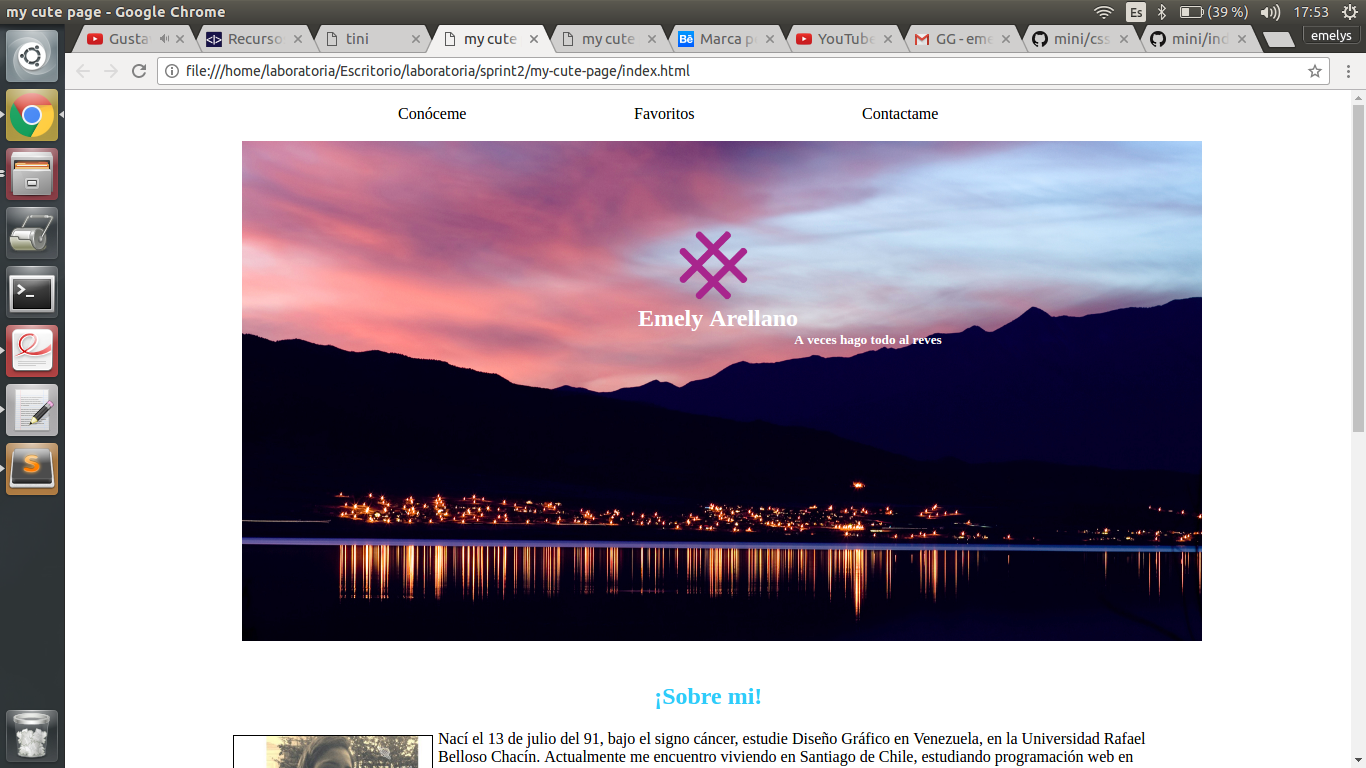 my cute page - Google Chrome
Es (39 %) 17:53
Gusta
Recurso
tini
my cute
my cute
Bē Marca p
YouTube
GG - eme
mini/css
mini/ind
emelys
file:///home/laboratoria/Escritorio/laboratoria/sprint2/my-cute-page/index.html
Conóceme Favoritos Contactame
Emely Arellano
A veces hago todo al reves
¡Sobre mi!
Nací el 13 de julio del 91, bajo el signo cáncer, estudie Diseño Gráfico en Venezuela, en la Universidad Rafael
Belloso Chacín. Actualmente me encuentro viviendo en Santiago de Chile, estudiando programación web en